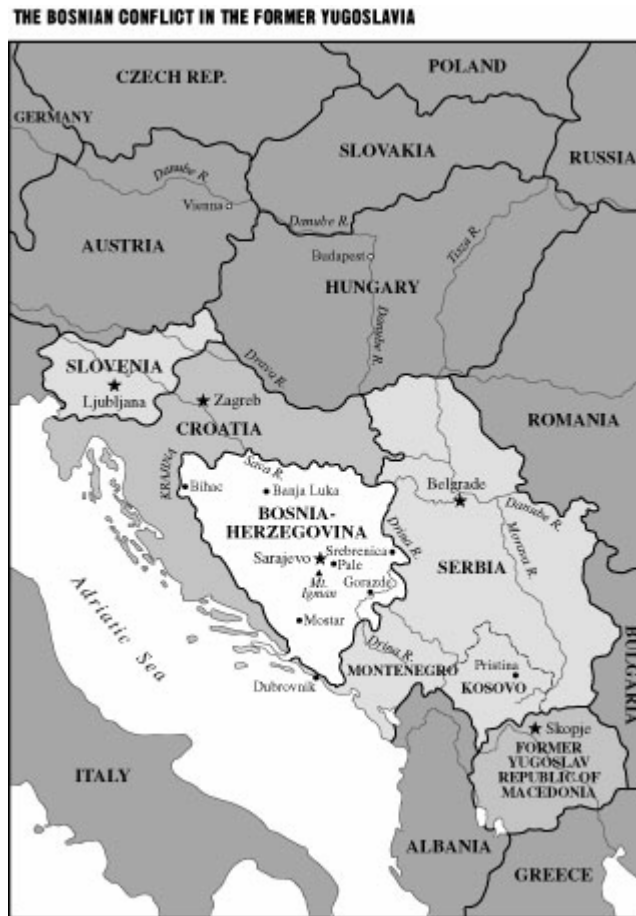 THE BOSNIAN CONFLICT IN THE FORMER YUGOSLAVIA
CZECH REP.
POLAND
GERMANY
SLOVAKIA
RUSSIA
Danube R.
Vienna
Danube R.
AUSTRIA
Budapest
Tisza R.
HUNGARY
Danube R.
SLOVENIA
Drava R.
Ljubljana
Zagreb
CROATIA
ROMANIA
KRAJINA
Sava R.
Bihac
Banja Luka
Belgrade
BOSNIA-
HERZEGOVINA
Drina R.
Danube R.
Morava R.
Srebrenica
Sarajevo
Pale
SERBIA
Mt.
Igman
Gorazde
Adriatic Sea
Mostar
Drina R.
MONTENEGRO
Pristina
KOSOVO
BULGARIA
Dubrovnik
Skopje
FORMER
YUGOSLAV
REPUBLIC OF
MACEDONIA
ITALY
ALBANIA
GREECE